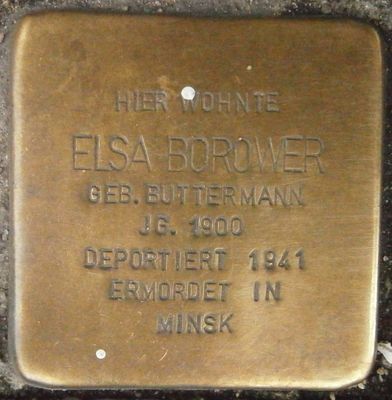 HIER WOHNTE
ELSA BOROWER
GEB. BUTTERMANN
JG. 1900
DEPORTIERT 1941
ERMORDET IN
MINSK